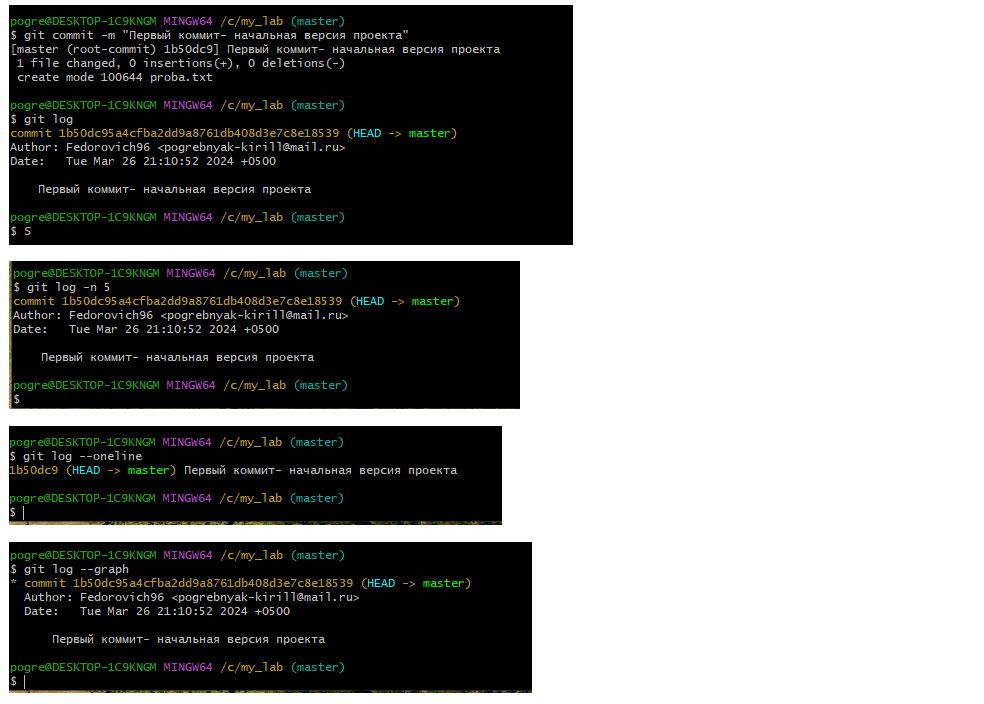 pogre@DESKTOP-1C9KNGM MINGW64 /c/my_lab (master)
$ git commit -m "Первый коммит- начальная версия проекта"
[master (root-commit) 1b50dc9] Первый коммит- начальная версия проекта
 1 file changed, 0 insertions(+), 0 deletions(-)
 create mode 100644 proba.txt
pogre@DESKTOP-1C9KNGM MINGW64 /c/my_lab (master)
$ git log
commit 1b50dc95a4cfba2dd9a8761db408d3e7c8e18539 (HEAD -> master)
Author: Fedorovich96 <pogrebnyak-kirill@mail.ru>
Date:   Tue Mar 26 21:10:52 2024 +0500
    Первый коммит- начальная версия проекта
pogre@DESKTOP-1C9KNGM MINGW64 /c/my_lab (master)
$ S
pogre@DESKTOP-1C9KNGM MINGW64 /c/my_lab (master)
$ git log -n 5
commit 1b50dc95a4cfba2dd9a8761db408d3e7c8e18539 (HEAD -> master)
Author: Fedorovich96 <pogrebnyak-kirill@mail.ru>
Date:   Tue Mar 26 21:10:52 2024 +0500
    Первый коммит- начальная версия проекта
pogre@DESKTOP-1C9KNGM MINGW64 /c/my_lab (master)
$
pogre@DESKTOP-1C9KNGM MINGW64 /c/my_lab (master)
$ git log --oneline
1b50dc9 (HEAD -> master) Первый коммит- начальная версия проекта
pogre@DESKTOP-1C9KNGM MINGW64 /c/my_lab (master)
$
pogre@DESKTOP-1C9KNGM MINGW64 /c/my_lab (master)
$ git log --graph
* commit 1b50dc95a4cfba2dd9a8761db408d3e7c8e18539 (HEAD -> master)
  Author: Fedorovich96 <pogrebnyak-kirill@mail.ru>
  Date:   Tue Mar 26 21:10:52 2024 +0500
      Первый коммит- начальная версия проекта
pogre@DESKTOP-1C9KNGM MINGW64 /c/my_lab (master)
$